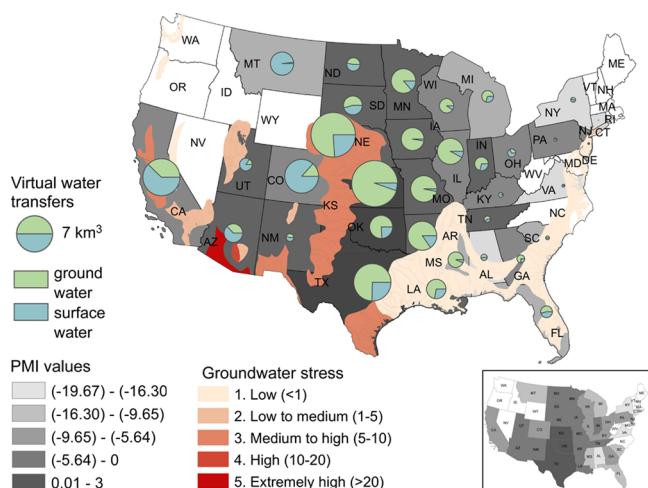 WA
OR
ID
MT
ND
WY
NV
SD
MN
WI
MI
IA
NE
UT
CO
KS
CA
AZ
NM
OK
TX
MO
AR
LA
MS
AL
TN
KY
IL
IN
OH
PA
NY
VT
NH
ME
MA
RI
CT
NJ
DE
MD
WV
VA
NC
SC
GA
FL
Virtual water
transfers
7 km³
ground
water
surface
water
PMI values
(-19.67) - (-16.30
(-16.30) - (-9.65)
(-9.65) - (-5.64)
(-5.64) - 0
0.01 - 3
Groundwater stress
1. Low (<1)
2. Low to medium (1-5)
3. Medium to high (5-10)
4. High (10-20)
5. Extremely high (>20)